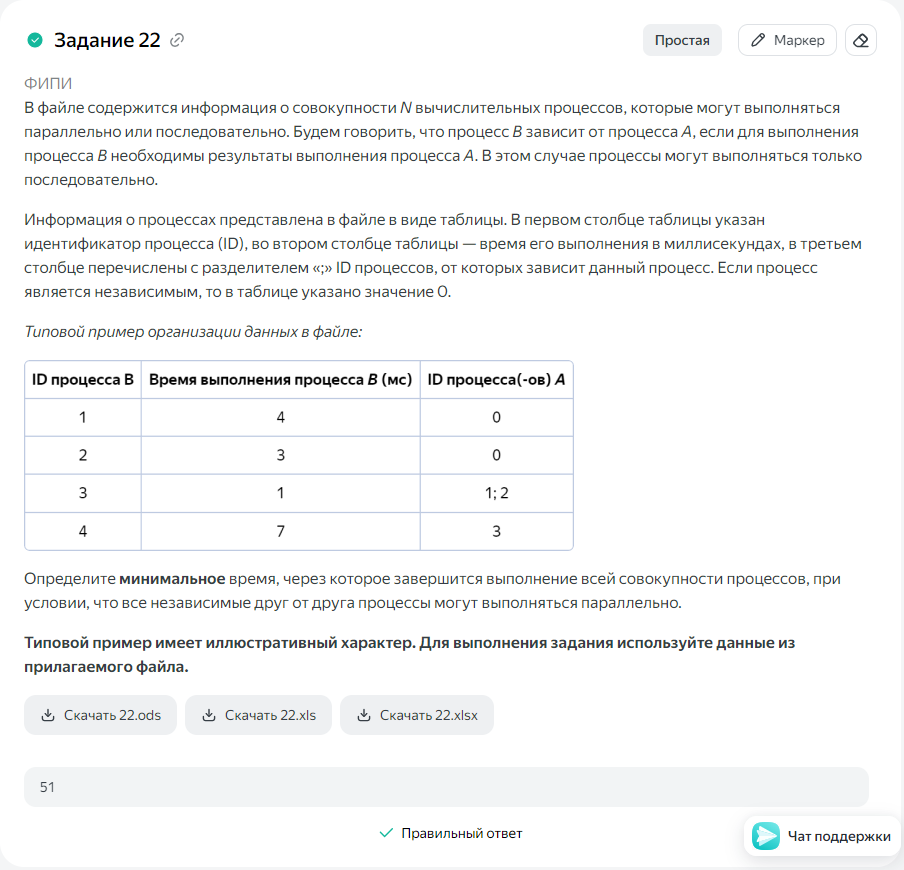 Задание 22
Простая
Маркер
ФИПИ
В файле содержится информация о совокупности N вычислительных процессов, которые могут выполняться
параллельно или последовательно. Будем говорить, что процесс B зависит от процесса A, если для выполнения
процесса B необходимы результаты выполнения процесса A. В этом случае процессы могут выполняться только
последовательно.
Информация о процессах представлена в файле в виде таблицы. В первом столбце таблицы указан
идентификатор процесса (ID), во втором столбце таблицы — время его выполнения в миллисекундах, в третьем
столбце перечислены с разделителем «;» ID процессов, от которых зависит данный процесс. Если процесс
является независимым, то в таблице указано значение 0.
Типовой пример организации данных в файле:
ID процесса B Время выполнения процесса B (мс) ID процесса(-ов) A
1 4 0
2 3 0
3 1 1; 2
4 7 3
Определите минимальное время, через которое завершится выполнение всей совокупности процессов, при
условии, что все независимые друг от друга процессы могут выполняться параллельно.
Типовой пример имеет иллюстративный характер. Для выполнения задания используйте данные из
прилагаемого файла.
Скачать 22.ods
Скачать 22.xls
Скачать 22.xlsx
51
Правильный ответ
Чат поддержки